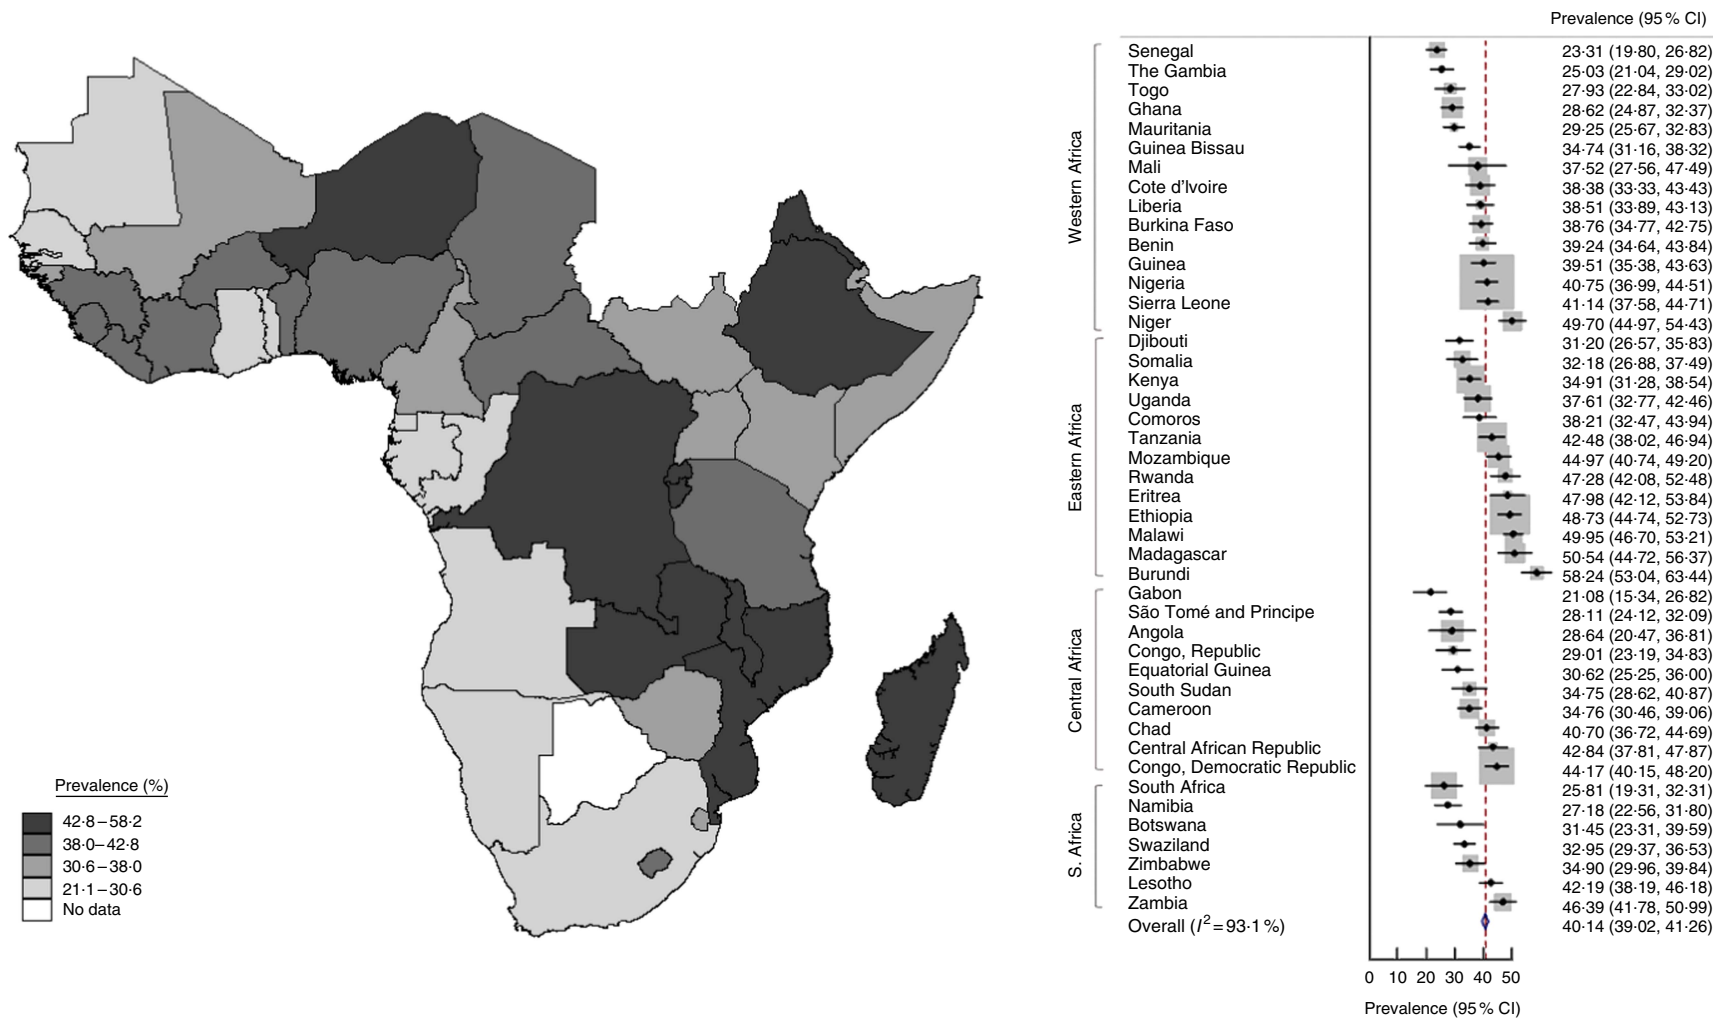 Prevalence (95 % CI)
Western Africa
Senegal 23·31 (19·80, 26·82)
The Gambia 25·03 (21·04, 29·02)
Togo 27·93 (22·84, 33·02)
Ghana 28·62 (24·87, 32·37)
Mauritania 29·25 (25·67, 32·83)
Guinea Bissau 34·74 (31·16, 38·32)
Mali 37·52 (27·56, 47·49)
Cote d'Ivoire 38·38 (33·33, 43·43)
Liberia 38·51 (33·89, 43·13)
Burkina Faso 38·76 (34·77, 42·75)
Benin 39·24 (34·64, 43·84)
Guinea 39·51 (35·38, 43·63)
Nigeria 40·75 (36·99, 44·51)
Sierra Leone 41·14 (37·58, 44·71)
Niger 49·70 (44·97, 54·43)
Eastern Africa
Djibouti 31·20 (26·57, 35·83)
Somalia 32·18 (26·88, 37·49)
Kenya 34·91 (31·28, 38·54)
Uganda 37·61 (32·77, 42·46)
Comoros 38·21 (32·47, 43·94)
Tanzania 42·48 (38·02, 46·94)
Mozambique 44·97 (40·74, 49·20)
Rwanda 47·28 (42·08, 52·48)
Eritrea 47·98 (42·12, 53·84)
Ethiopia 48·73 (44·74, 52·73)
Malawi 49·95 (46·70, 53·21)
Madagascar 50·54 (44·72, 56·37)
Burundi 58·24 (53·04, 63·44)
Central Africa
Gabon 21·08 (15·34, 26·82)
São Tomé and Principe 28·11 (24·12, 32·09)
Angola 28·64 (20·47, 36·81)
Congo, Republic 29·01 (23·19, 34·83)
Equatorial Guinea 30·62 (25·25, 36·00)
South Sudan 34·75 (28·62, 40·87)
Cameroon 34·76 (30·46, 39·06)
Chad 40·70 (36·72, 44·69)
Central African Republic 42·84 (37·81, 47·87)
Congo, Democratic Republic 44·17 (40·15, 48·20)
S. Africa
South Africa 25·81 (19·31, 32·31)
Namibia 27·18 (22·56, 31·80)
Botswana 31·45 (23·31, 39·59)
Swaziland 32·95 (29·37, 36·53)
Zimbabwe 34·90 (29·96, 39·84)
Lesotho 42·19 (38·19, 46·18)
Zambia 46·39 (41·78, 50·99)
Overall (I² = 93·1 %) 40·14 (39·02, 41·26)
0 10 20 30 40 50
Prevalence (95 % CI)
Prevalence (%)
42·8–58·2
38·0–42·8
30·6–38·0
21·1–30·6
No data